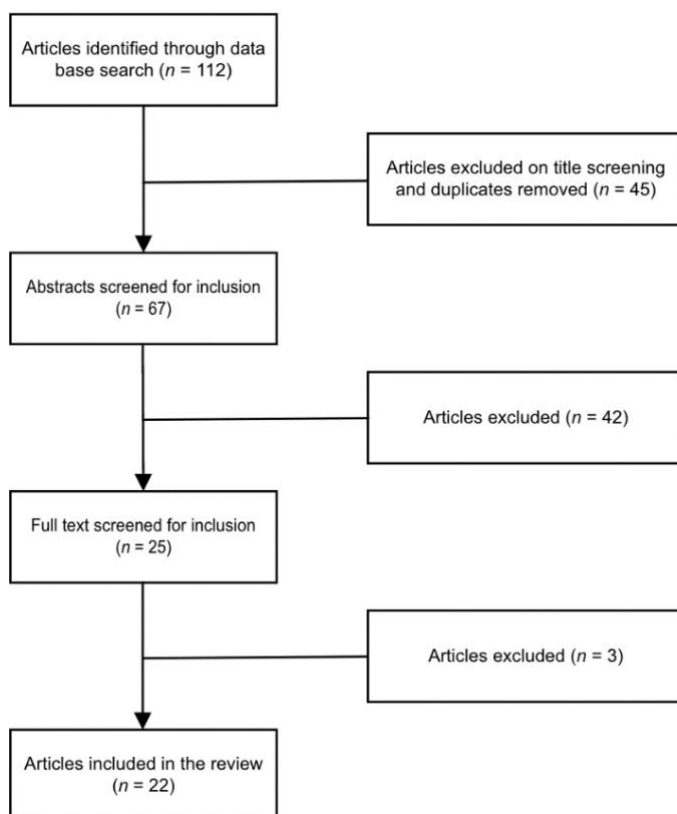 Articles identified through data
base search (n = 112)
Articles excluded on title screening
and duplicates removed (n = 45)
Abstracts screened for inclusion
(n = 67)
Articles excluded (n = 42)
Full text screened for inclusion
(n = 25)
Articles excluded (n = 3)
Articles included in the review
(n = 22)